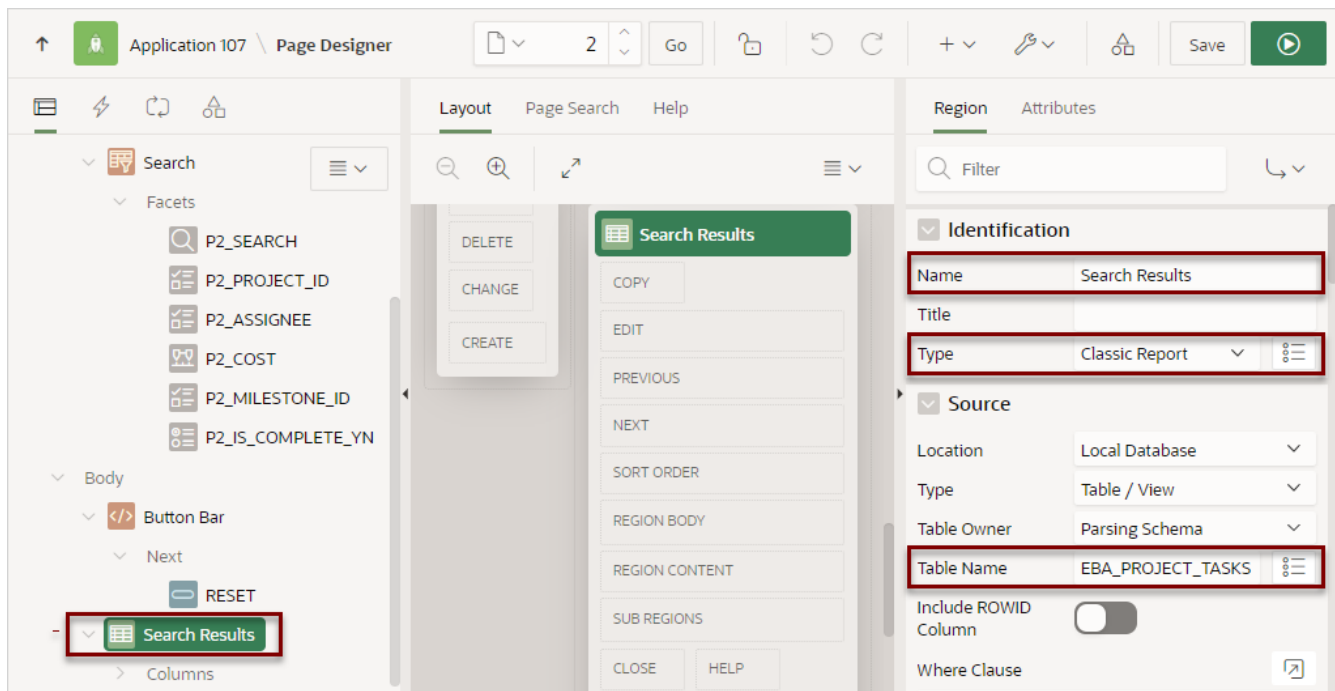 Application 107 \ Page Designer
2
Go
Save
Layout
Page Search
Help
Region
Attributes
Search
Facets
P2_SEARCH
P2_PROJECT_ID
P2_ASSIGNEE
P2_COST
P2_MILESTONE_ID
P2_IS_COMPLETE_YN
Body
Button Bar
Next
RESET
Search Results
Columns
DELETE
CHANGE
CREATE
Search Results
COPY
EDIT
PREVIOUS
NEXT
SORT ORDER
REGION BODY
REGION CONTENT
SUB REGIONS
CLOSE
HELP
Filter
Identification
Name Search Results
Title
Type Classic Report
Source
Location Local Database
Type Table / View
Table Owner Parsing Schema
Table Name EBA_PROJECT_TASKS
Include ROWID
Column
Where Clause